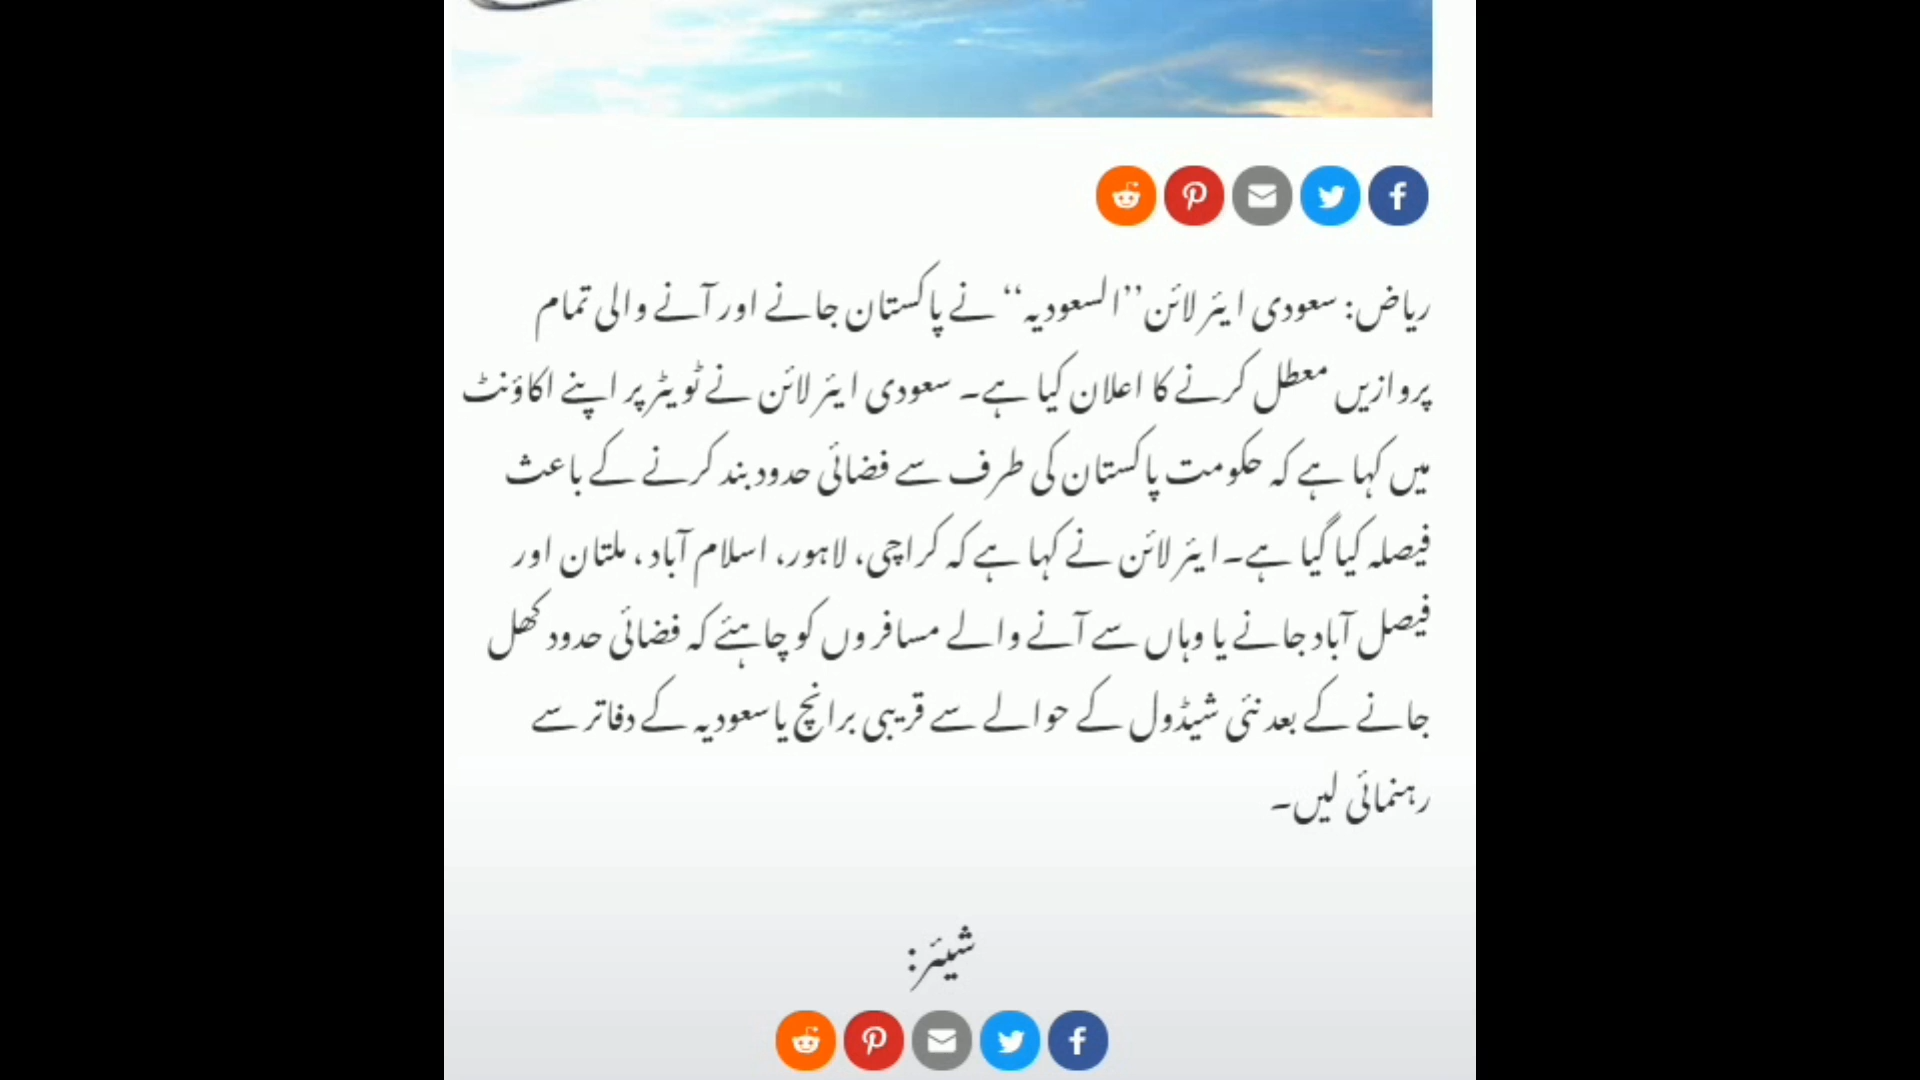 ریاض: سعودی ایئر لائن ’’السعودیہ‘‘ نے پاکستان جانے اور آنے والی تمام
پروازیں معطل کرنے کا اعلان کیا ہے۔ سعودی ایئر لائن نے ٹویٹر پر اپنے اکاؤنٹ
میں کہا ہے کہ حکومت پاکستان کی طرف سے فضائی حدود بند کرنے کے باعث
فیصلہ کیا گیا ہے۔ ایئر لائن نے کہا ہے کہ کراچی، لاہور، اسلام آباد، ملتان اور
فیصل آباد جانے یا وہاں سے آنے والے مسافروں کو چاہئے کہ فضائی حدود کھل
جانے کے بعد نئی شیڈول کے حوالے سے قریبی برانچ یا سعودیہ کے دفاتر سے
رہنمائی لیں۔
شیئر: